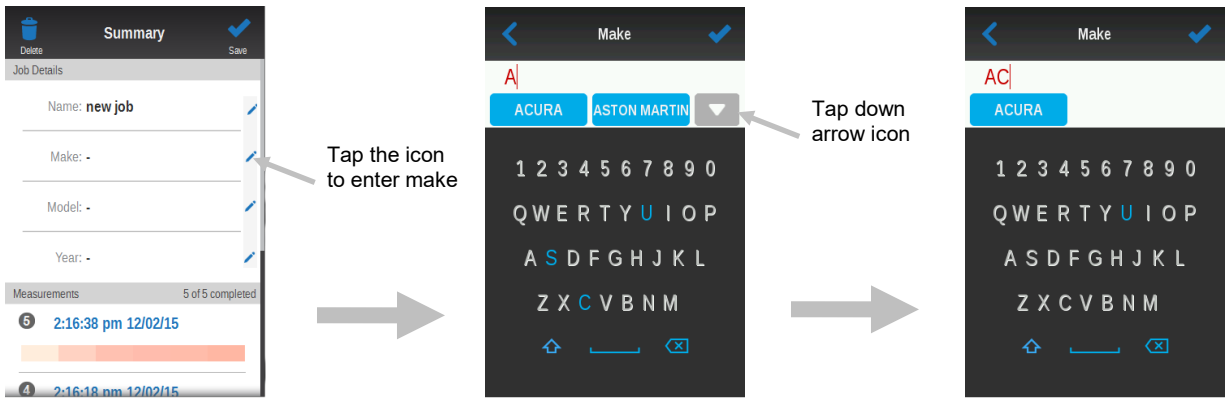 Summary
Delete
Save
Job Details
Name: new job
Make: -
Model: -
Year: -
Measurements 5 of 5 completed
5 2:16:38 pm 12/02/15
4 2:16:18 pm 12/02/15
Tap the icon
to enter make
Make
A
ACURA ASTON MARTIN
1 2 3 4 5 6 7 8 9 0
Q W E R T Y U I O P
A S D F G H J K L
Z X C V B N M
Tap down
arrow icon
Make
AC
ACURA
1 2 3 4 5 6 7 8 9 0
Q W E R T Y U I O P
A S D F G H J K L
Z X C V B N M